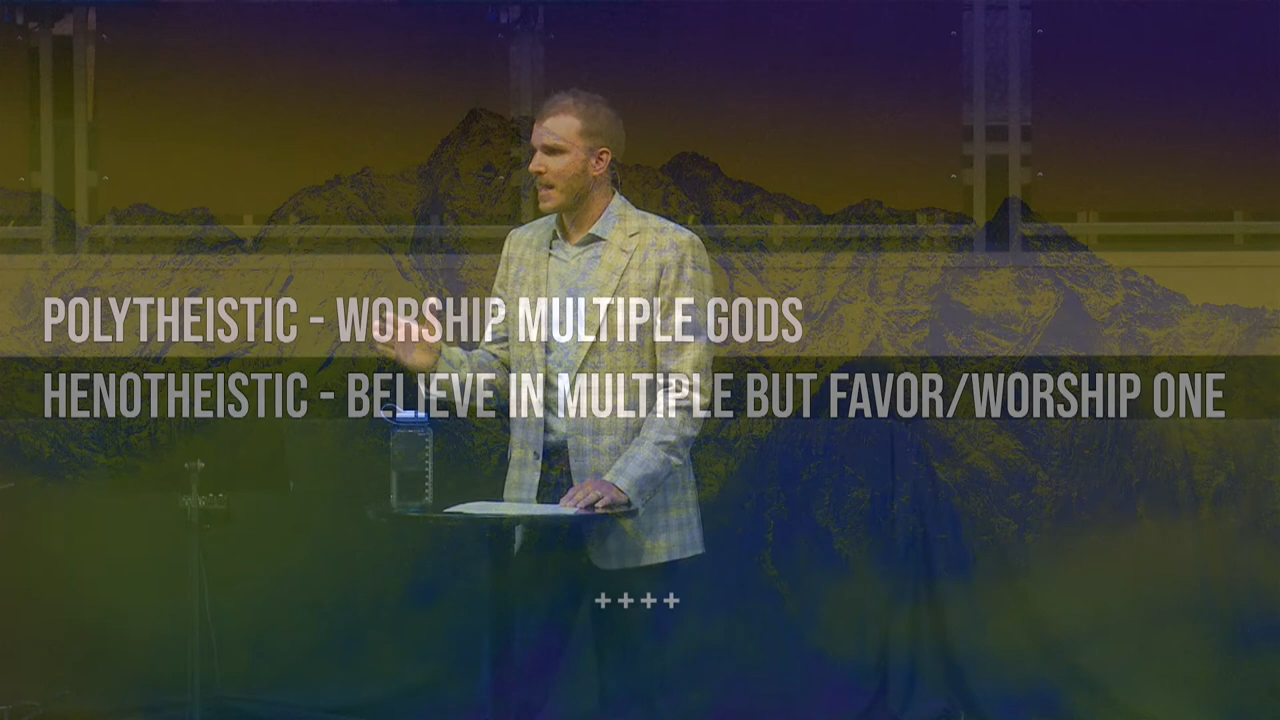 POLYTHEISTIC - WORSHIP MULTIPLE GODS
HENOTHEISTIC - BELIEVE IN MULTIPLE BUT FAVOR/WORSHIP ONE
++++